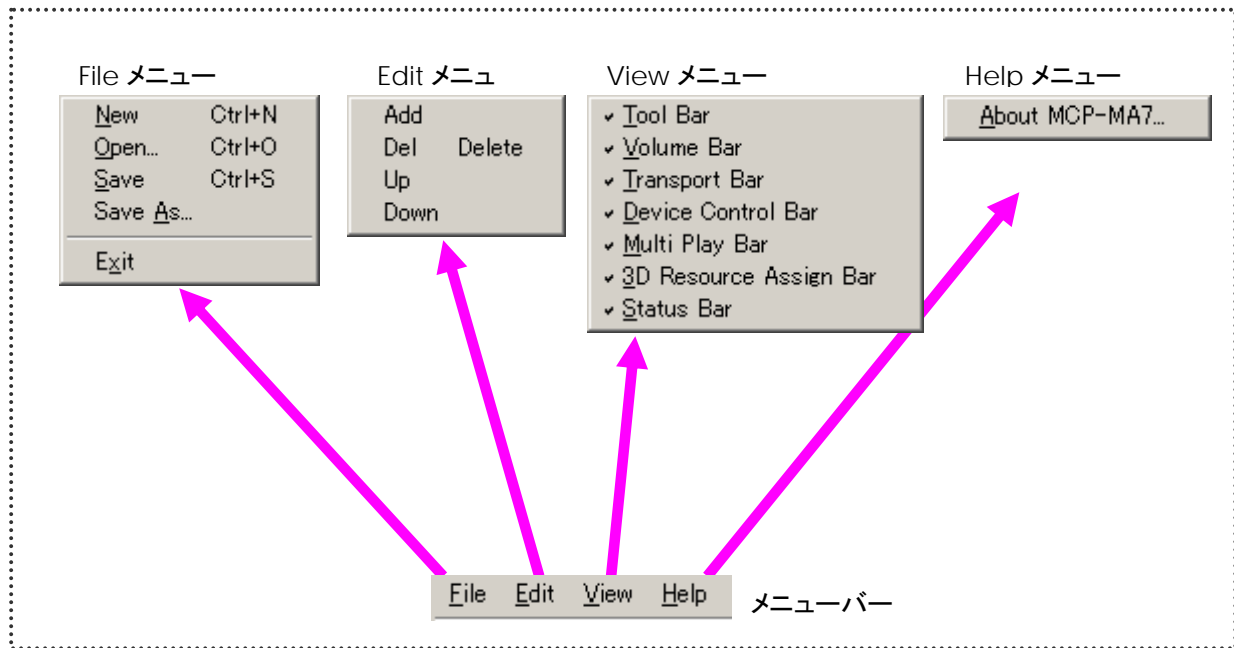 File メニュー
New Ctrl+N
Open... Ctrl+O
Save Ctrl+S
Save As...
Exit
Edit メニュ
Add
Del Delete
Up
Down
View メニュー
Tool Bar
Volume Bar
Transport Bar
Device Control Bar
Multi Play Bar
3D Resource Assign Bar
Status Bar
Help メニュー
About MCP-MA7...
File Edit View Help
メニューバー